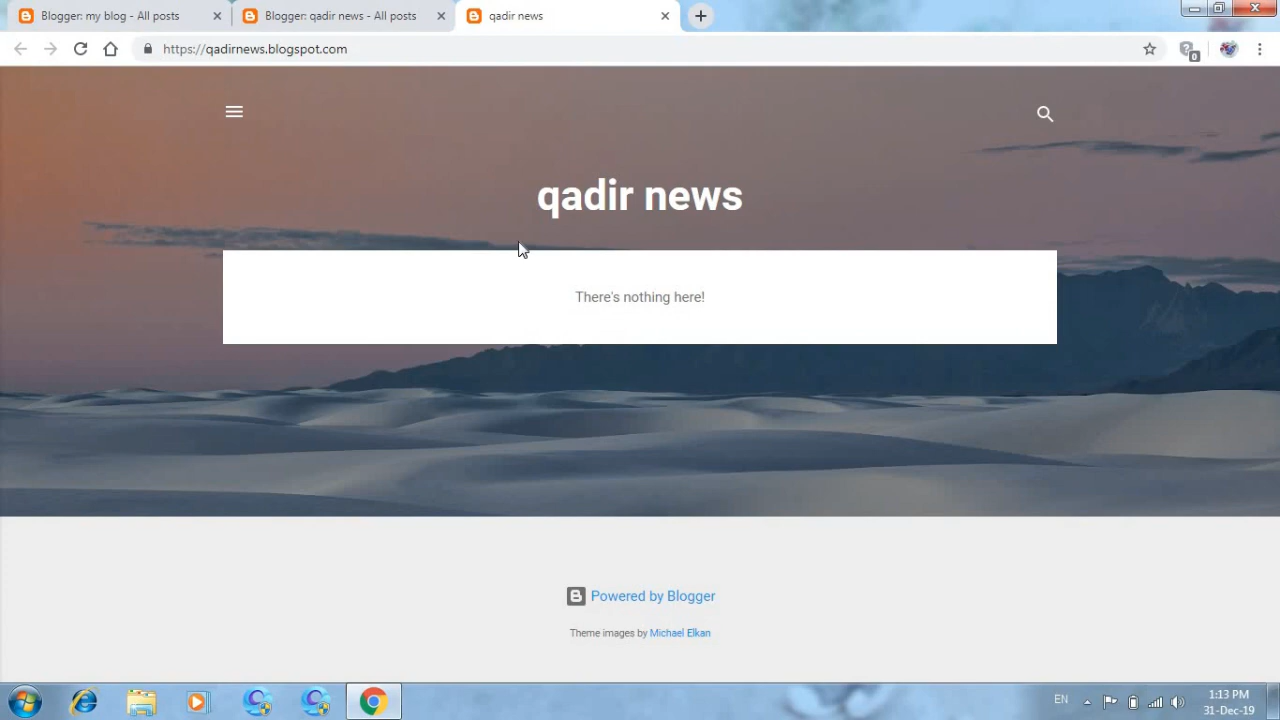 Blogger: my blog - All posts
Blogger: qadir news - All posts
qadir news
https://qadirnews.blogspot.com
0
qadir news
There's nothing here!
Powered by Blogger
Theme images by Michael Elkan
EN
1:13 PM
31-Dec-19